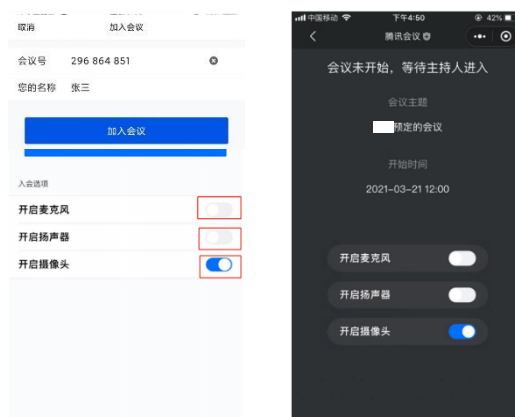 取消
加入会议
会议号 296 864 851
您的名称 张三
加入会议
入会选项
开启麦克风
开启扬声器
开启摄像头
中国移动 下午4:50 42%
腾讯会议
会议未开始，等待主持人进入
会议主题
预定的会议
开始时间
2021-03-21 12:00
开启麦克风
开启扬声器
开启摄像头